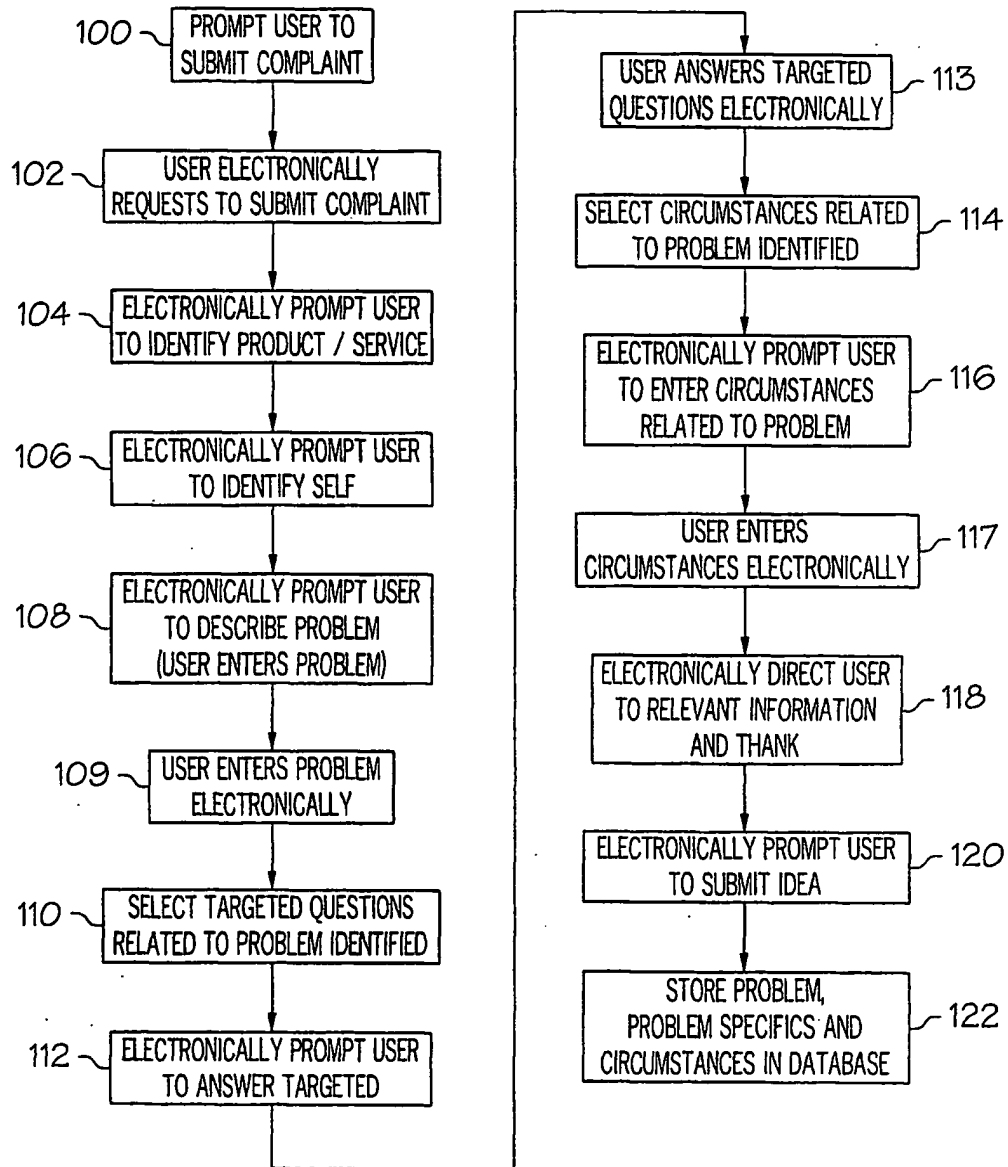 100
PROMPT USER TO
SUBMIT COMPLAINT
102
USER ELECTRONICALLY
REQUESTS TO SUBMIT COMPLAINT
104
ELECTRONICALLY PROMPT USER
TO IDENTIFY PRODUCT / SERVICE
106
ELECTRONICALLY PROMPT USER
TO IDENTIFY SELF
108
ELECTRONICALLY PROMPT USER
TO DESCRIBE PROBLEM
(USER ENTERS PROBLEM)
109
USER ENTERS PROBLEM
ELECTRONICALLY
110
SELECT TARGETED QUESTIONS
RELATED TO PROBLEM IDENTIFIED
112
ELECTRONICALLY PROMPT USER
TO ANSWER TARGETED
USER ANSWERS TARGETED
QUESTIONS ELECTRONICALLY
113
SELECT CIRCUMSTANCES RELATED
TO PROBLEM IDENTIFIED
114
ELECTRONICALLY PROMPT USER
TO ENTER CIRCUMSTANCES
RELATED TO PROBLEM
116
USER ENTERS
CIRCUMSTANCES ELECTRONICALLY
117
ELECTRONICALLY DIRECT USER
TO RELEVANT INFORMATION
AND THANK
118
ELECTRONICALLY PROMPT USER
TO SUBMIT IDEA
120
STORE PROBLEM,
PROBLEM SPECIFICS AND
CIRCUMSTANCES IN DATABASE
122